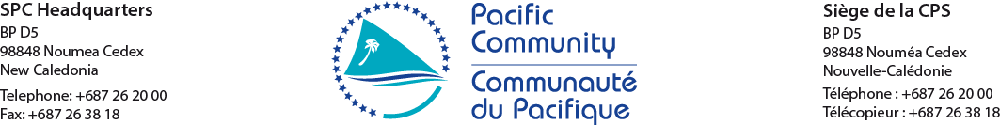 SPC Headquarters
BP D5
98848 Noumea Cedex
New Caledonia
Telephone: +687 26 20 00
Fax: +687 26 38 18
Pacific
Community
Communauté
du Pacifique
Siège de la CPS
BP D5
98848 Nouméa Cedex
Nouvelle-Calédonie
Téléphone : +687 26 20 00
Télécopieur : +687 26 38 18